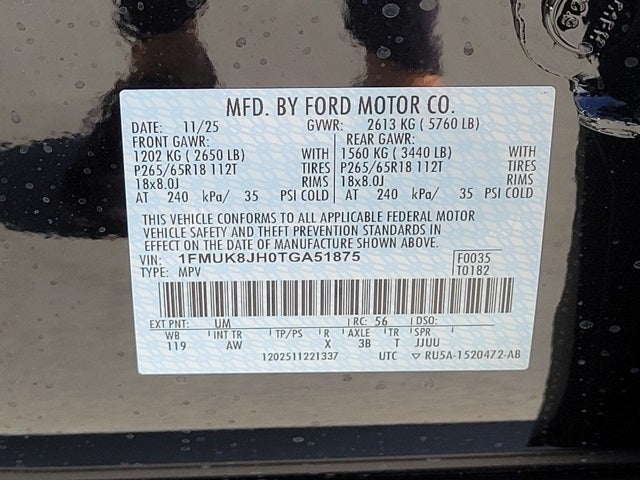 MFD. BY FORD MOTOR CO.
DATE: 11/25 GVWR: 2613 KG ( 5760 LB)
FRONT GAWR: REAR GAWR:
1202 KG ( 2650 LB) WITH 1560 KG ( 3440 LB) WITH
P265/65R18 112T TIRES P265/65R18 112T TIRES
18x8.0J RIMS 18x8.0J RIMS
AT 240 kPa/ 35 PSI COLD AT 240 kPa/ 35 PSI COLD
THIS VEHICLE CONFORMS TO ALL APPLICABLE FEDERAL MOTOR
VEHICLE SAFETY AND THEFT PREVENTION STANDARDS IN
EFFECT ON THE DATE OF MANUFACTURE SHOWN ABOVE.
VIN: 1FMUK8JH0TGA51875 F0035
TYPE: MPV T0182
EXT PNT: UM RC: 56 DSO:
WB INT TR TP/PS R AXLE TR SPR
119 AW X 3B T JJUU
1202511221337 UTC ▽ RU5A-1520472-AB